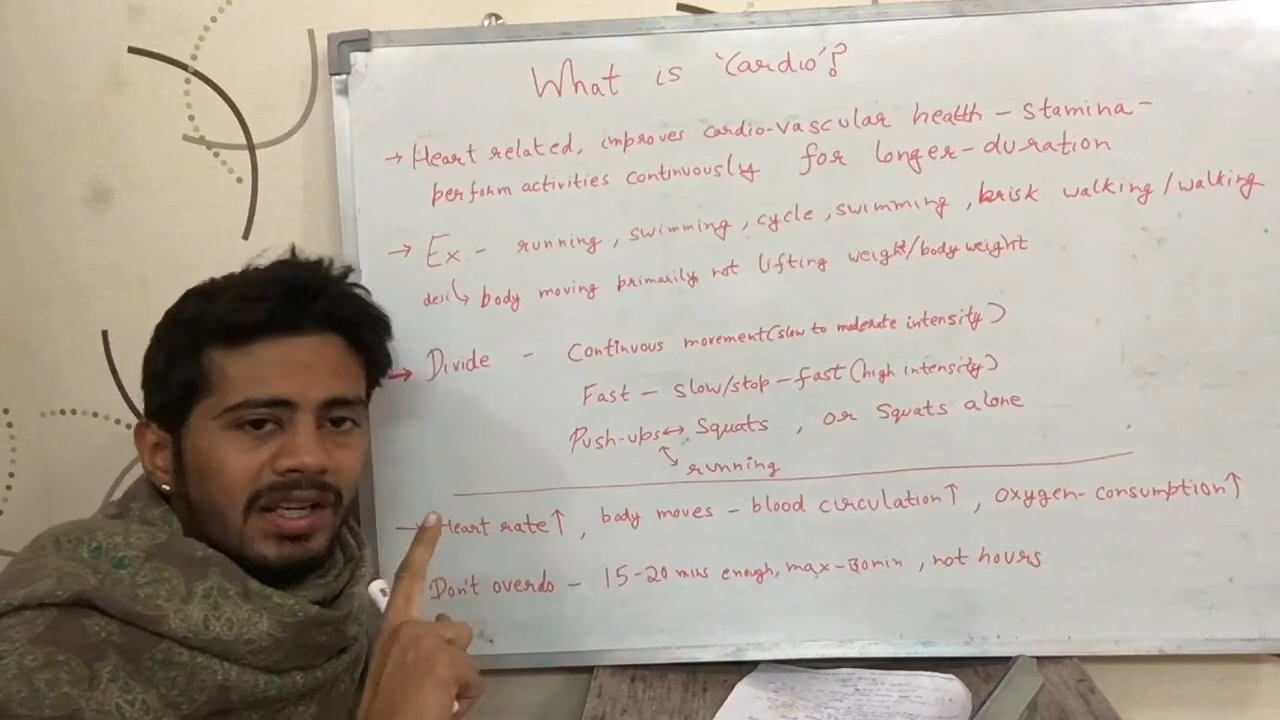 What is 'Cardio'?
→ Heart related, improves cardio-vascular health - stamina -
perform activities continuously for longer-duration
→ Ex - running, swimming, cycle, swimming, brisk walking/walking
body moving primarily not lifting weight/body weight
→ Divide - Continuous movement (slow to moderate intensity)
Fast - slow/stop - fast (high intensity)
Push-ups ↔ Squats, or Squats alone
running
→ Heart rate↑, body moves - blood circulation↑, oxygen-consumption↑
Don't overdo - 15-20 mins enough, max-30min, not hours